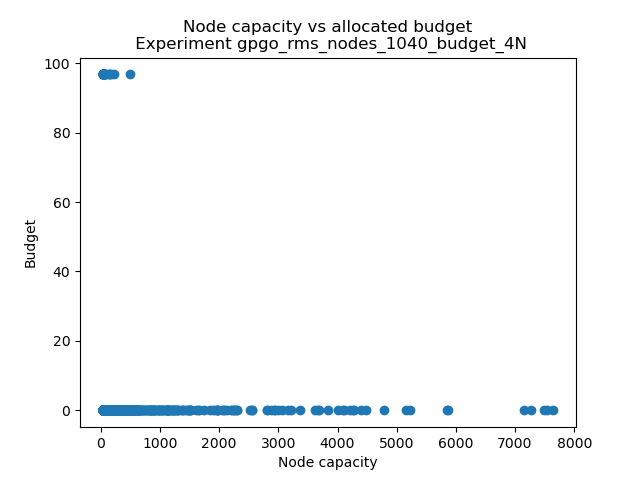 Node capacity vs allocated budget
Experiment gpgo_rms_nodes_1040_budget_4N
100
80
60
40
20
0
Budget
0 1000 2000 3000 4000 5000 6000 7000 8000
Node capacity